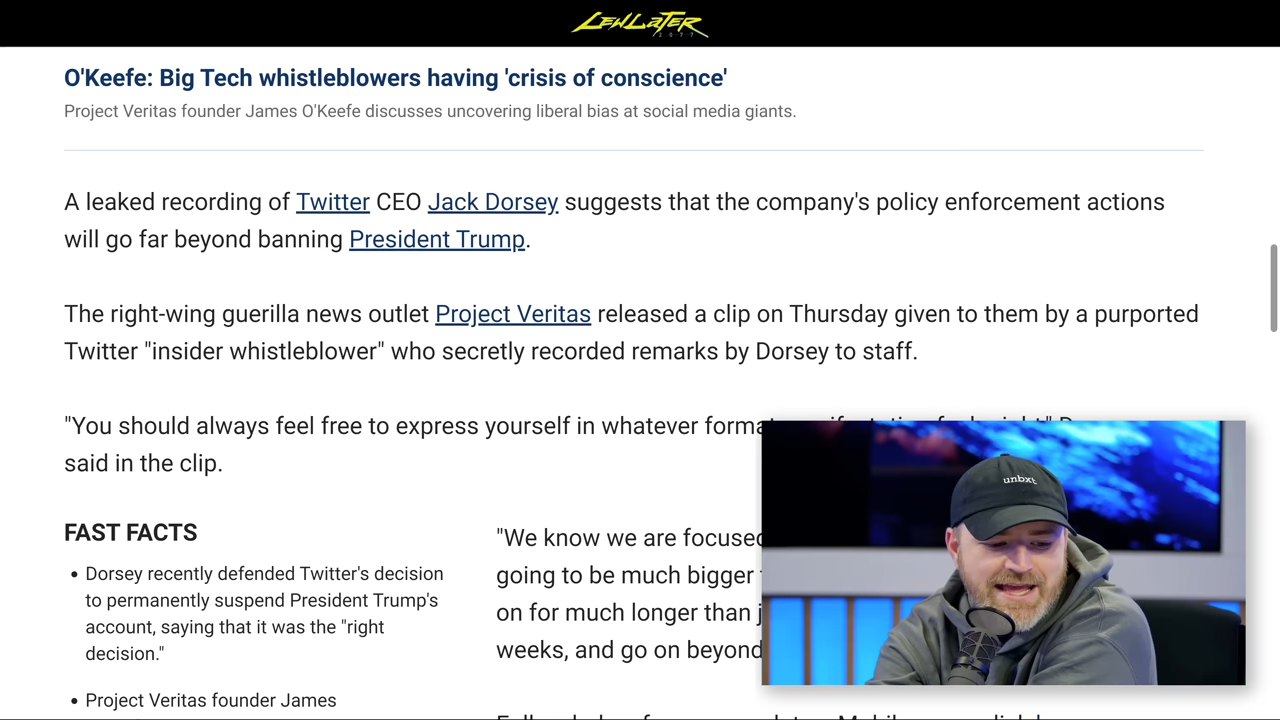 LEWLATER
2077
O'Keefe: Big Tech whistleblowers having 'crisis of conscience'
Project Veritas founder James O'Keefe discusses uncovering liberal bias at social media giants.
A leaked recording of Twitter CEO Jack Dorsey suggests that the company's policy enforcement actions
will go far beyond banning President Trump.
The right-wing guerilla news outlet Project Veritas released a clip on Thursday given to them by a purported
Twitter "insider whistleblower" who secretly recorded remarks by Dorsey to staff.
"You should always feel free to express yourself in whatever format
said in the clip.
FAST FACTS
• Dorsey recently defended Twitter's decision
to permanently suspend President Trump's
account, saying that it was the "right
decision."
• Project Veritas founder James
"We know we are focused
going to be much bigger
on for much longer than
weeks, and go on beyond
unbxt